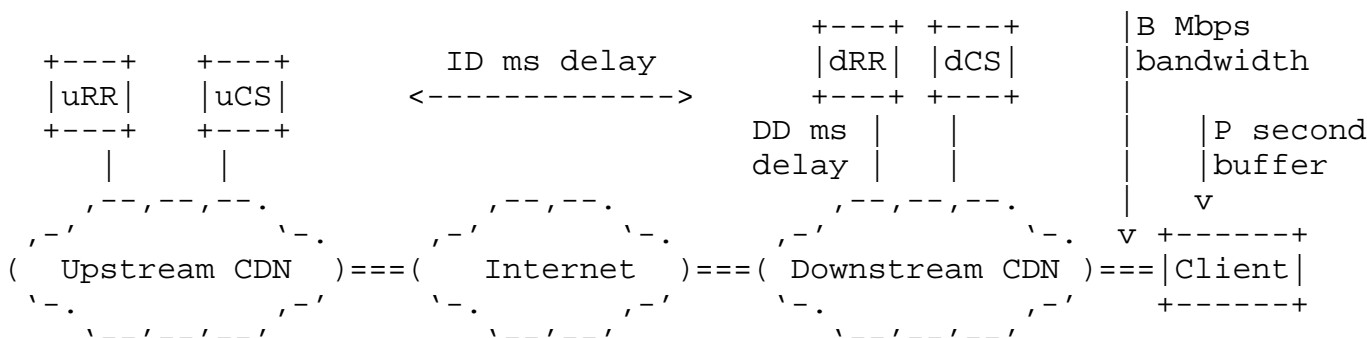 B Mbps
ID ms delay |dRR| |dCS| bandwidth
|uRR| |uCS|
DD ms P second
delay buffer
( Upstream CDN )===( Internet )===( Downstream CDN )===|Client|